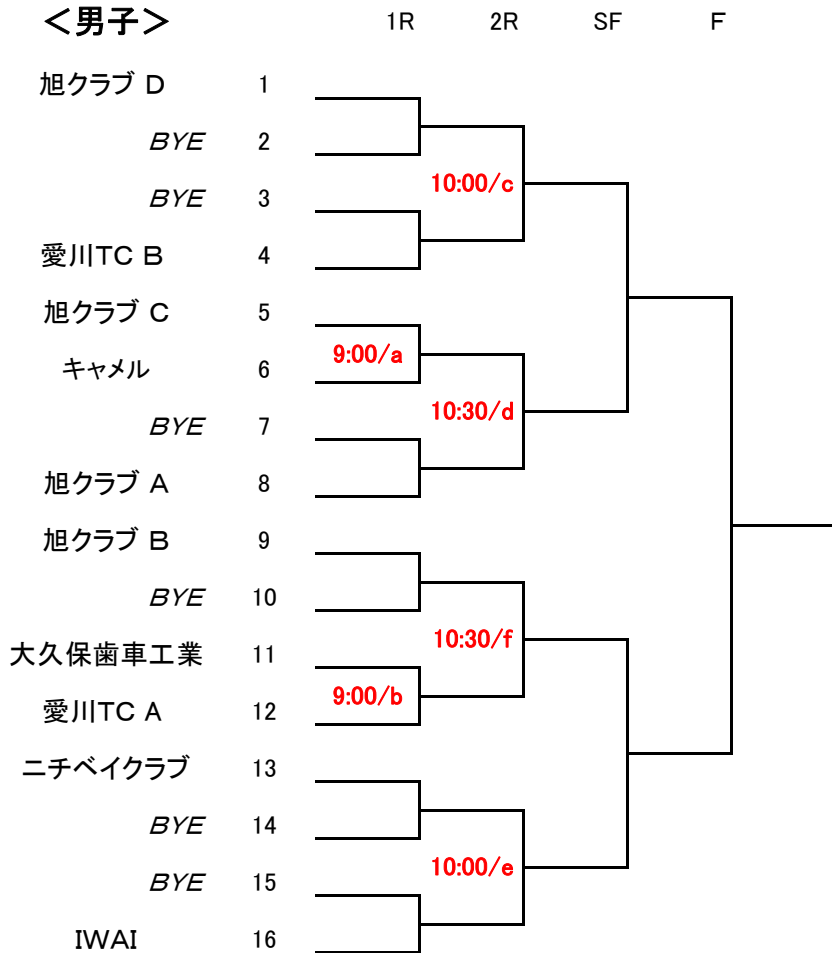 ＜男子＞ 1R 2R SF F
旭クラブ D 1
BYE 2
10:00/c
BYE 3
愛川TC B 4
旭クラブ C 5
9:00/a
キャメル 6
10:30/d
BYE 7
旭クラブ A 8
旭クラブ B 9
BYE 10
10:30/f
大久保歯車工業 11
9:00/b
愛川TC A 12
ニチベイクラブ 13
BYE 14
10:00/e
BYE 15
IWAI 16